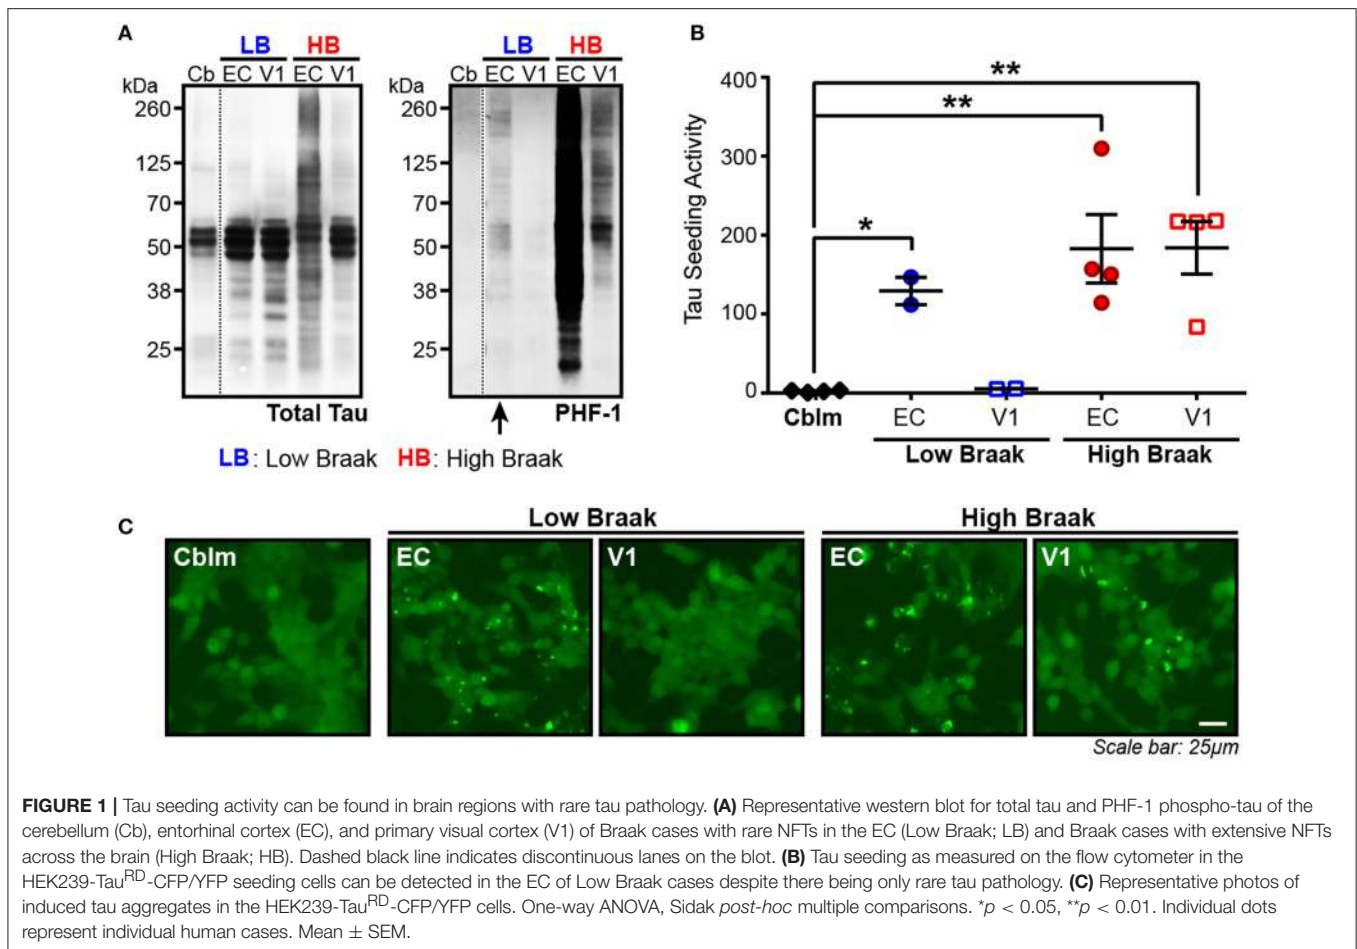 A
LB HB
Cb EC V1 EC V1
kDa
260
125
70
50
38
25
Total Tau
LB HB
Cb EC V1 EC V1
kDa
260
125
70
50
38
25
PHF-1
LB: Low Braak HB: High Braak
B
Tau Seeding Activity
400
300
200
100
0
*
**
**
Cblm EC V1 EC V1
Low Braak High Braak
C
Low Braak High Braak
Cblm EC V1 EC V1
Scale bar: 25µm
FIGURE 1 | Tau seeding activity can be found in brain regions with rare tau pathology. (A) Representative western blot for total tau and PHF-1 phospho-tau of the
cerebellum (Cb), entorhinal cortex (EC), and primary visual cortex (V1) of Braak cases with rare NFTs in the EC (Low Braak; LB) and Braak cases with extensive NFTs
across the brain (High Braak; HB). Dashed black line indicates discontinuous lanes on the blot. (B) Tau seeding as measured on the flow cytometer in the
HEK239-TauRD-CFP/YFP seeding cells can be detected in the EC of Low Braak cases despite there being only rare tau pathology. (C) Representative photos of
induced tau aggregates in the HEK239-TauRD-CFP/YFP cells. One-way ANOVA, Sidak post-hoc multiple comparisons. *p < 0.05, **p < 0.01. Individual dots
represent individual human cases. Mean ± SEM.